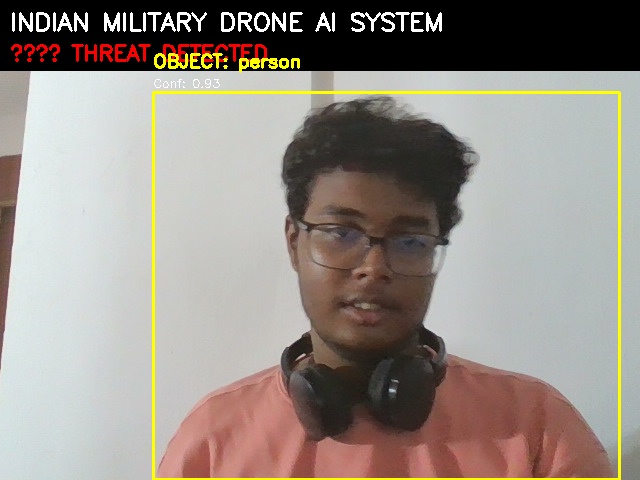 INDIAN MILITARY DRONE AI SYSTEM
???? THREAT DETECTED
OBJECT: person
Conf: 0.93